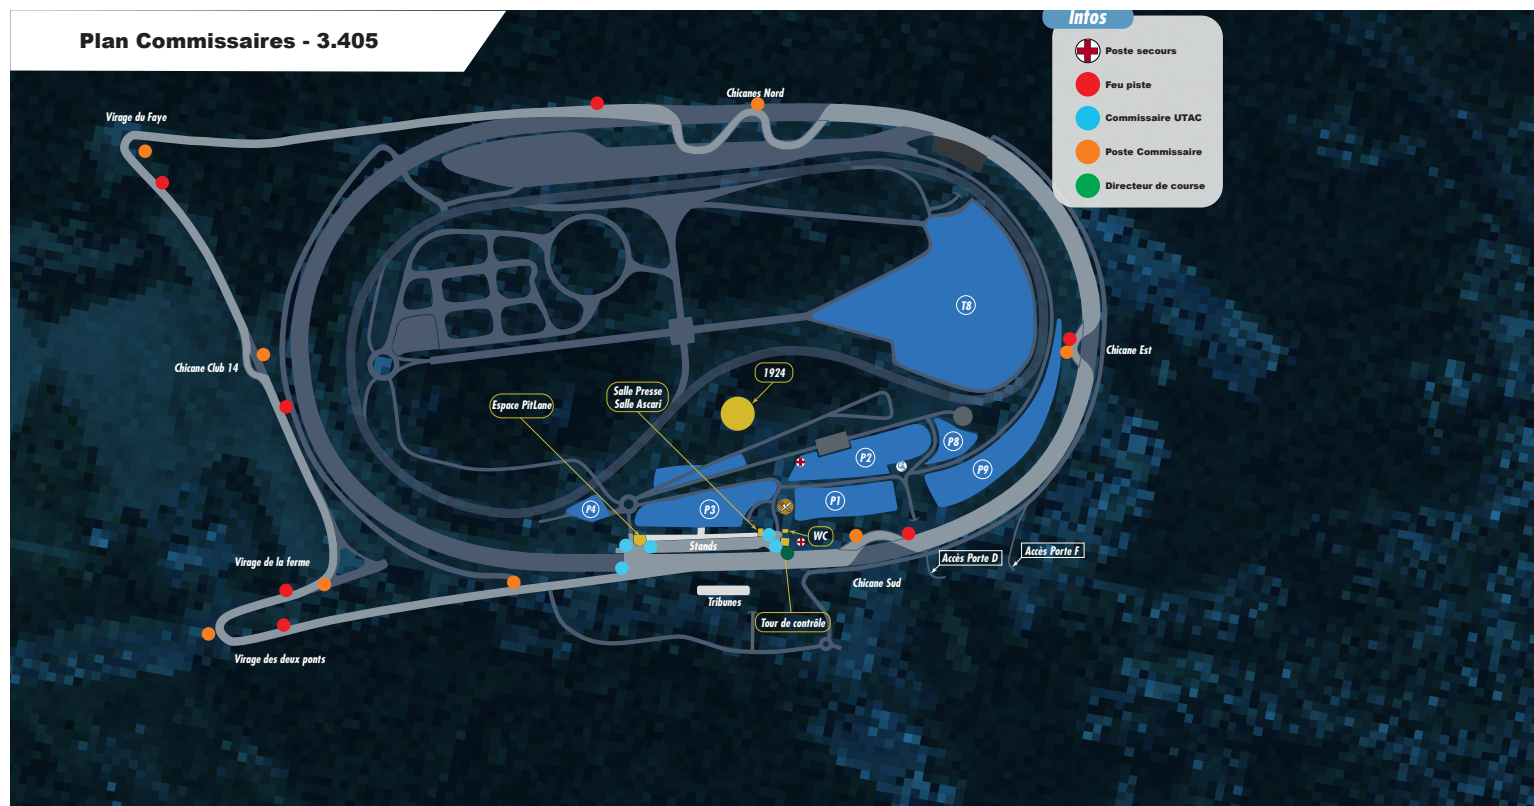 Plan Commissaires - 3.405
Infos
Poste secours
Feu piste
Commissaire UTAC
Poste Commissaire
Directeur de course
Chicanes Nord
Virage du Faye
T8
Chicane Est
Chicane Club 14
1924
Salle Presse
Salle Ascari
Espace PitLane
P8
P2
P9
P1
P4
P3
WC
Stands
Accès Porte D
Accès Porte F
Virage de la ferme
Chicane Sud
Tribunes
Tour de contrôle
Virage des deux ponts